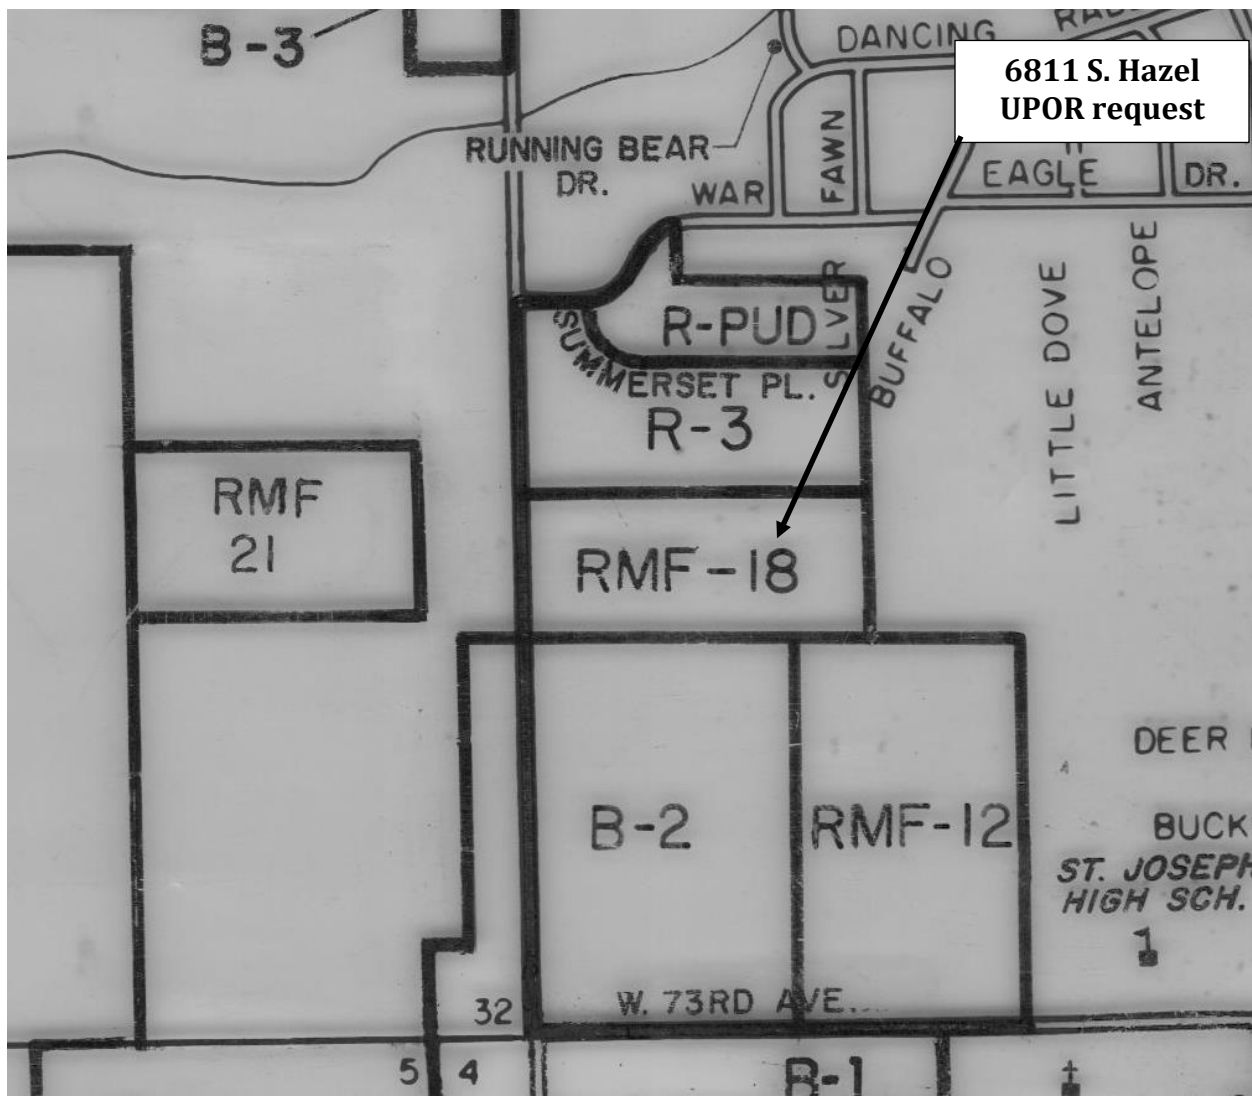 B-3
DANCING
6811 S. Hazel
UPOR request
RUNNING BEAR
DR.
WAR
FAWN
EAGLE
DR.
SILVER
BUFFALO
LITTLE DOVE
ANTELOPE
R-PUD
SUMMERSET PL.
R-3
RMF
21
RMF-18
DEER
B-2
RMF-12
BUCK
ST. JOSEPH
HIGH SCH.
1
32
W. 73RD AVE.
5
4
B-1